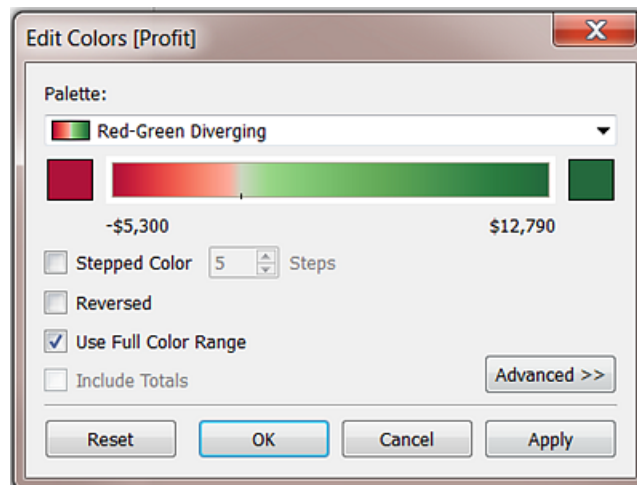 Edit Colors [Profit]
Palette:
Red-Green Diverging
-$5,300 $12,790
Stepped Color 5 Steps
Reversed
Use Full Color Range
Include Totals Advanced >>
Reset OK Cancel Apply